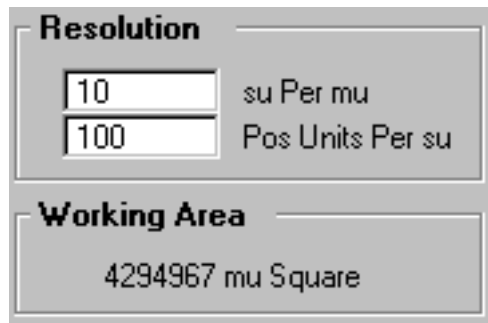 Resolution
10 su Per mu
100 Pos Units Per su
Working Area
4294967 mu Square